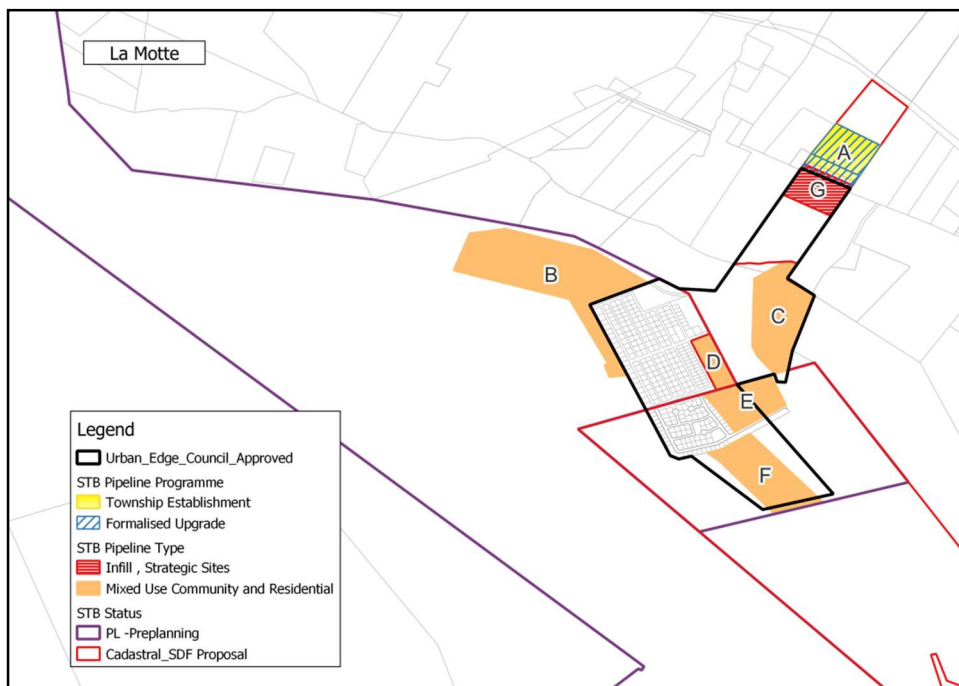 La Motte
A
G
B
C
D
E
F
Legend
Urban_Edge_Council_Approved
STB Pipeline Programme
Township Establishment
Formalised Upgrade
STB Pipeline Type
Infill , Strategic Sites
Mixed Use Community and Residential
STB Status
PL -Preplanning
Cadastral_SDF Proposal